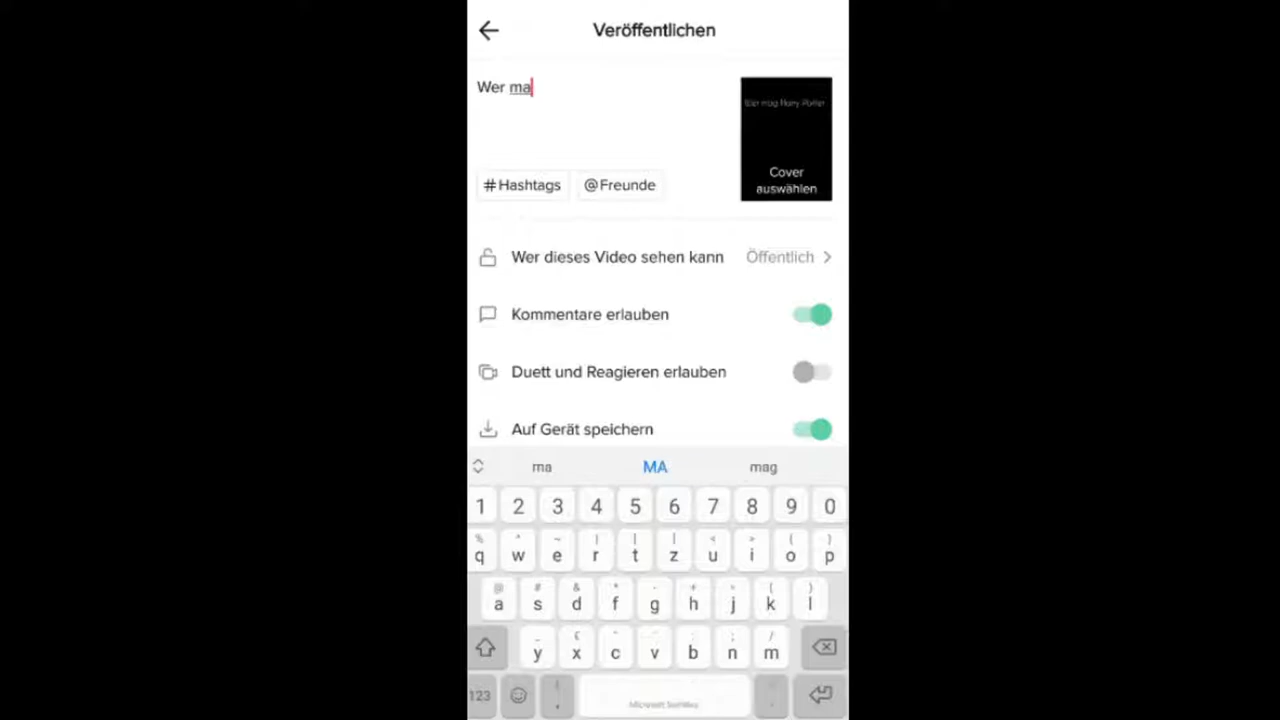 Veröffentlichen
Wer ma
Wer mag Harry Potter
Cover
auswählen
#Hashtags @Freunde
Wer dieses Video sehen kann Öffentlich
Kommentare erlauben
Duett und Reagieren erlauben
Auf Gerät speichern
ma MA mag
1 2 3 4 5 6 7 8 9 0
q w e r t z u i o p
a s d f g h j k l
y x c v b n m
123
Microsoft SwiftKey